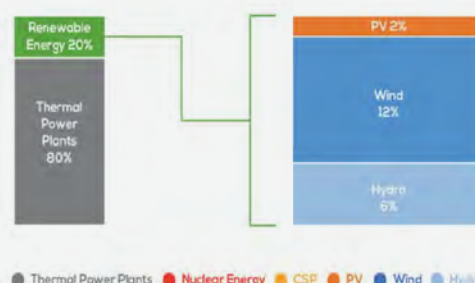 Renewable
Energy 20%
Thermal
Power
Plants
80%
PV 2%
Wind
12%
Hydro
6%
Thermal Power Plants
Nuclear Energy
CSP
PV
Wind